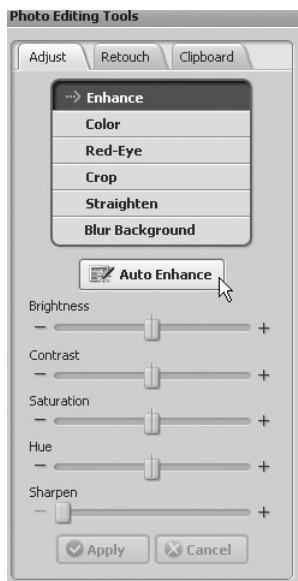 Photo Editing Tools
Adjust Retouch Clipboard
Enhance
Color
Red-Eye
Crop
Straighten
Blur Background
Auto Enhance
Brightness
− +
Contrast
− +
Saturation
− +
Hue
− +
Sharpen
− +
Apply Cancel